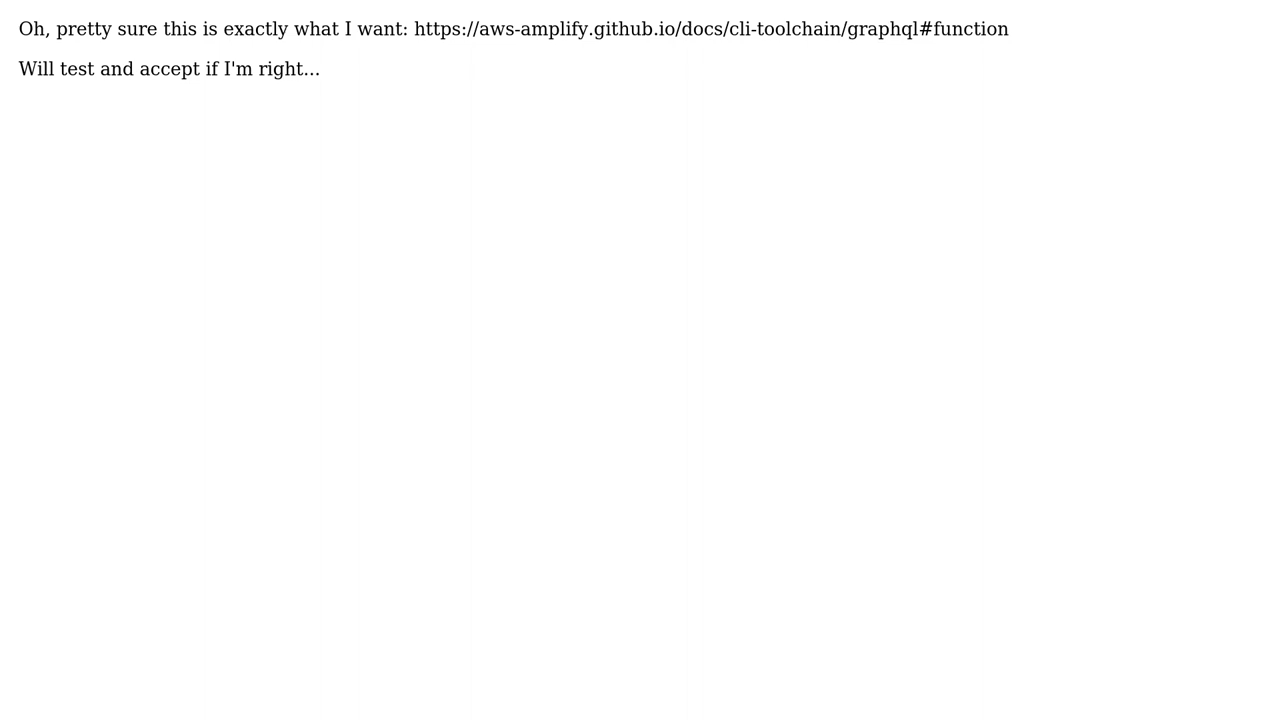 Oh, pretty sure this is exactly what I want: https://aws-amplify.github.io/docs/cli-toolchain/graphql#function
Will test and accept if I'm right...